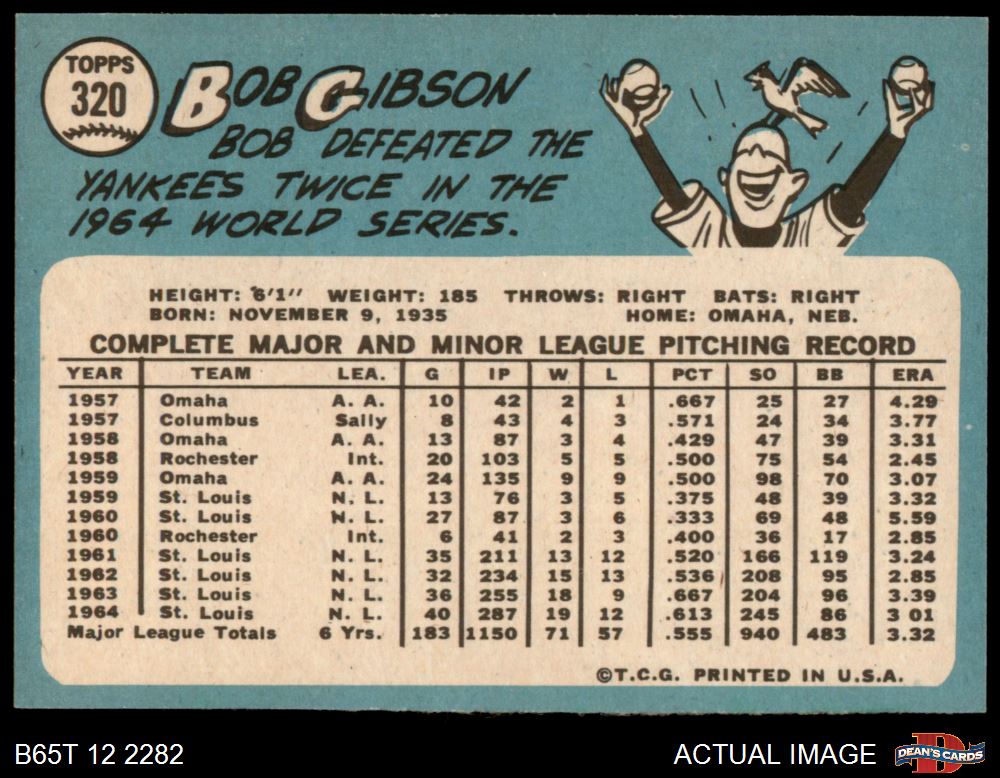 TOPPS
320
BOB GIBSON
BOB DEFEATED THE
YANKEES TWICE IN THE
1964 WORLD SERIES.
HEIGHT: 6'1" WEIGHT: 185 THROWS: RIGHT BATS: RIGHT
BORN: NOVEMBER 9, 1935 HOME: OMAHA, NEB.
COMPLETE MAJOR AND MINOR LEAGUE PITCHING RECORD
YEAR TEAM LEA. G IP W L PCT SO BB ERA
1957 Omaha A. A. 10 42 2 1 .667 25 27 4.29
1957 Columbus Sally 8 43 4 3 .571 24 34 3.77
1958 Omaha A. A. 13 87 3 4 .429 47 39 3.31
1958 Rochester Int. 20 103 5 5 .500 75 54 2.45
1959 Omaha A. A. 24 135 9 9 .500 98 70 3.07
1959 St. Louis N. L. 13 76 3 5 .375 48 39 3.32
1960 St. Louis N. L. 27 87 3 6 .333 69 48 5.59
1960 Rochester Int. 6 41 2 3 .400 36 17 2.85
1961 St. Louis N. L. 35 211 13 12 .520 166 119 3.24
1962 St. Louis N. L. 32 234 15 13 .536 208 95 2.85
1963 St. Louis N. L. 36 255 18 9 .667 204 96 3.39
1964 St. Louis N. L. 40 287 19 12 .613 245 86 3 01
Major League Totals 6 Yrs. 183 1150 71 57 .555 940 483 3.32
©T.C.G. PRINTED IN U.S.A.
B65T 12 2282 ACTUAL IMAGE DEAN'S CARDS